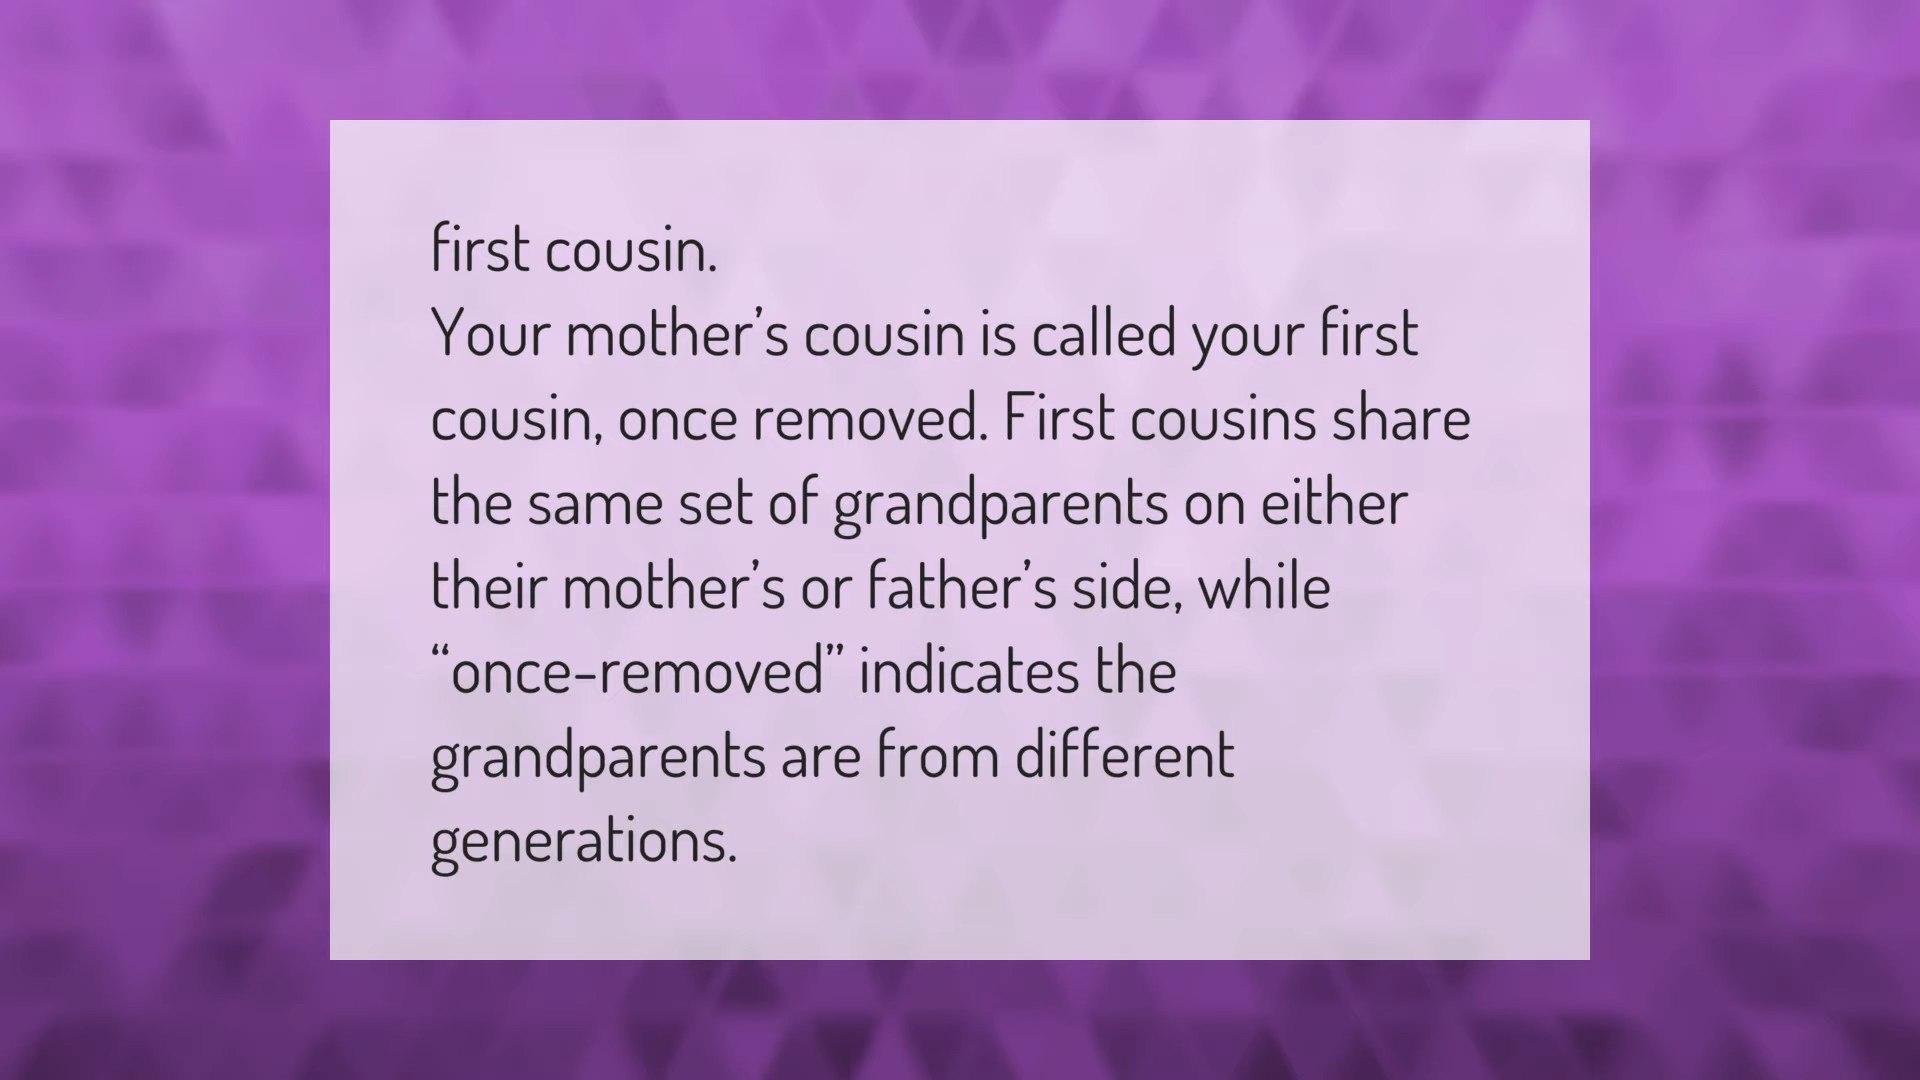 first cousin.
Your mother’s cousin is called your first
cousin, once removed. First cousins share
the same set of grandparents on either
their mother’s or father’s side, while
“once-removed” indicates the
grandparents are from different
generations.